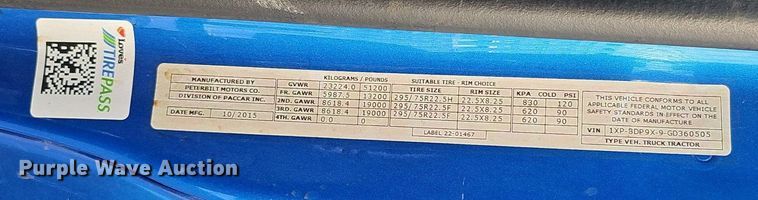 Loves
TIREPASS
MANUFACTURED BY
PETERBILT MOTORS CO.
DIVISION OF PACCAR INC.
DATE MFG. 10/2015
KILOGRAMS / POUNDS
GVWR 23224.0 51200
FR. GAWR 5987.5 13200
2ND. GAWR 8618.4 19000
3RD. GAWR 8618.4 19000
4TH. GAWR 0.0 0
SUITABLE TIRE - RIM CHOICE
TIRE SIZE RIM SIZE KPA COLD PSI
295/75R22.5H 22.5X8.25 830 120
295/75R22.5F 22.5X8.25 620 90
295/75R22.5F 22.5X8.25 620 90
LABEL 22-01467
THIS VEHICLE CONFORMS TO ALL
APPLICABLE FEDERAL MOTOR VEHICLE
SAFETY STANDARDS IN EFFECT ON THE
DATE OF MANUFACTURE
VIN 1XP-BDP9X-9-GD360505
TYPE VEH. TRUCK TRACTOR
Purple Wave Auction